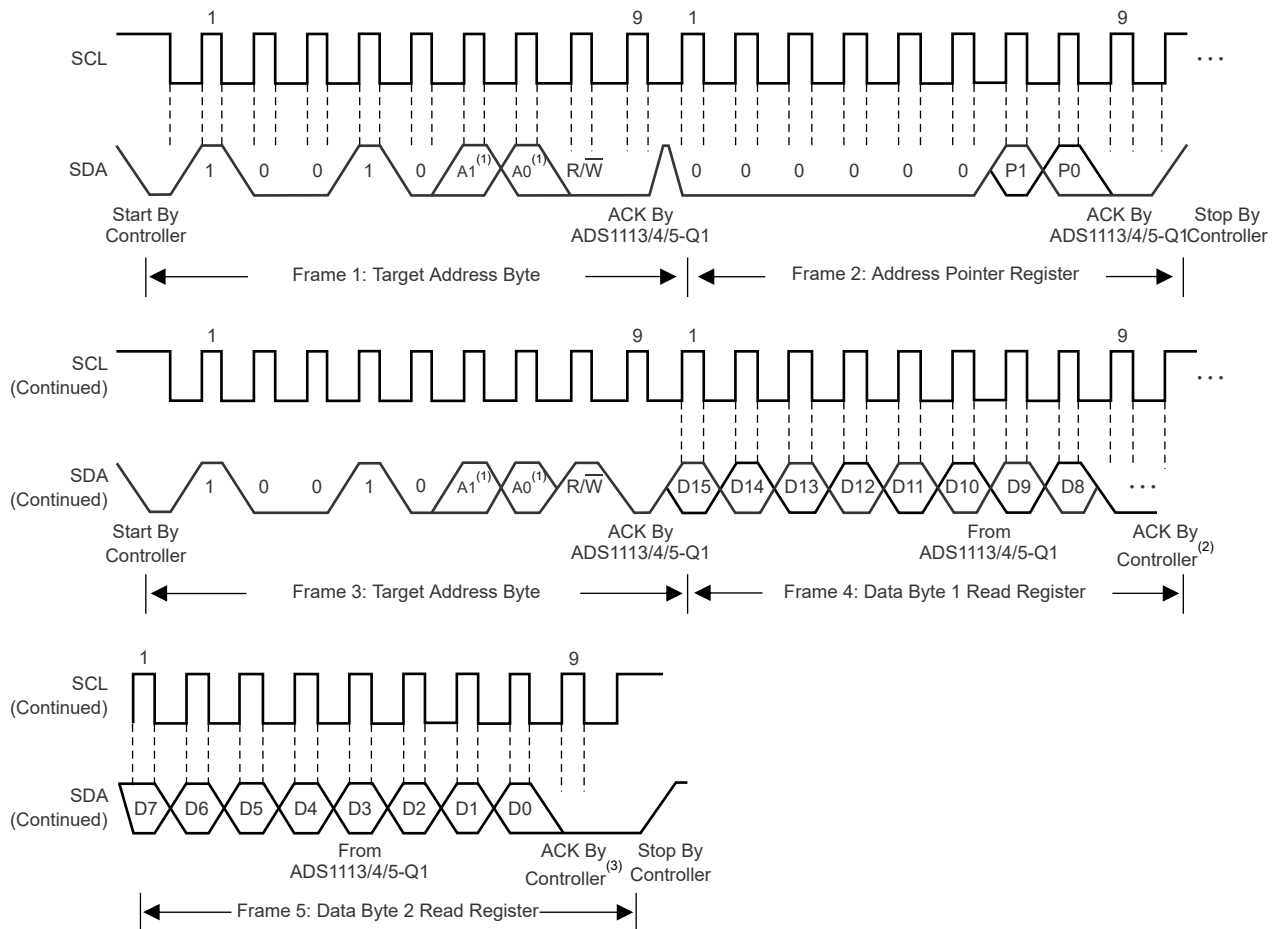 1 9 1 9
SCL ...
SDA 1 0 0 1 0 A1(1) A0(1) R/W 0 0 0 0 0 0 P1 P0
Start By ACK By ACK By Stop By
Controller ADS1113/4/5-Q1 ADS1113/4/5-Q1 Controller
Frame 1: Target Address Byte Frame 2: Address Pointer Register
1 9 1 9
SCL
(Continued) ...
SDA
(Continued) 1 0 0 1 0 A1(1) A0(1) R/W D15 D14 D13 D12 D11 D10 D9 D8 ...
Start By ACK By From ACK By
Controller ADS1113/4/5-Q1 ADS1113/4/5-Q1 Controller(2)
Frame 3: Target Address Byte Frame 4: Data Byte 1 Read Register
1 9
SCL
(Continued)
SDA
(Continued) D7 D6 D5 D4 D3 D2 D1 D0
From ACK By Stop By
ADS1113/4/5-Q1 Controller(3) Controller
Frame 5: Data Byte 2 Read Register